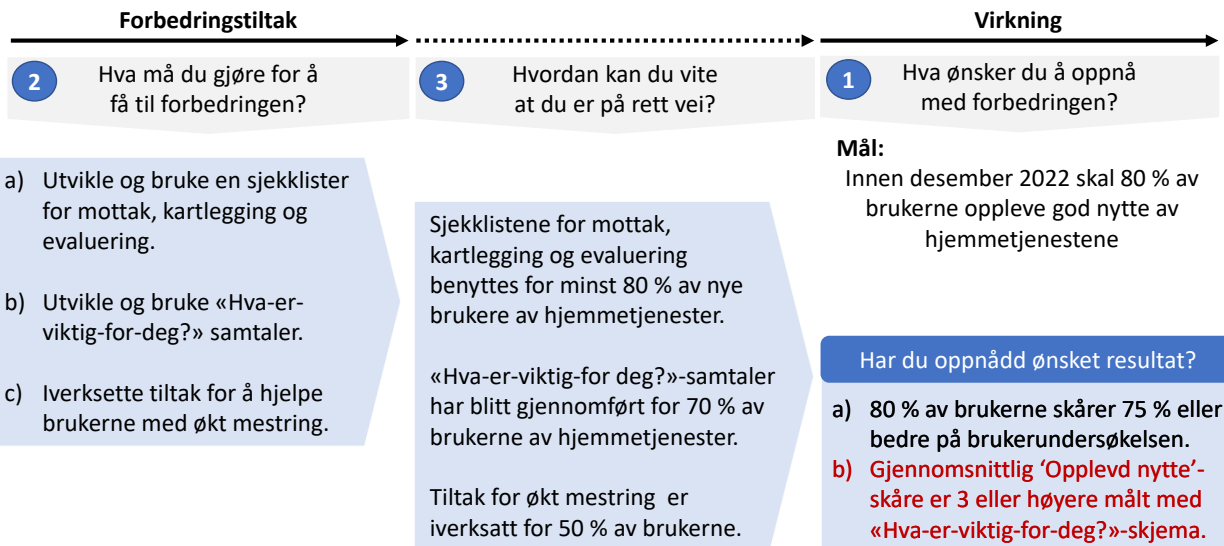 Forbedringstiltak
Virkning
2
Hva må du gjøre for å
få til forbedringen?
3
Hvordan kan du vite
at du er på rett vei?
1
Hva ønsker du å oppnå
med forbedringen?
a) Utvikle og bruke en sjekklister
for mottak, kartlegging og
evaluering.
b) Utvikle og bruke «Hva-er-
viktig-for-deg?» samtaler.
c) Iverksette tiltak for å hjelpe
brukerne med økt mestring.
Sjekklistene for mottak,
kartlegging og evaluering
benyttes for minst 80 % av nye
brukere av hjemmetjenester.
«Hva-er-viktig-for deg?»-samtaler
har blitt gjennomført for 70 % av
brukerne av hjemmetjenester.
Tiltak for økt mestring er
iverksatt for 50 % av brukerne.
Mål:
Innen desember 2022 skal 80 % av
brukerne oppleve god nytte av
hjemmetjenestene
Har du oppnådd ønsket resultat?
a) 80 % av brukerne skårer 75 % eller
bedre på brukerundersøkelsen.
b) Gjennomsnittlig ‘Opplevd nytte’-
skåre er 3 eller høyere målt med
«Hva-er-viktig-for-deg?»-skjema.